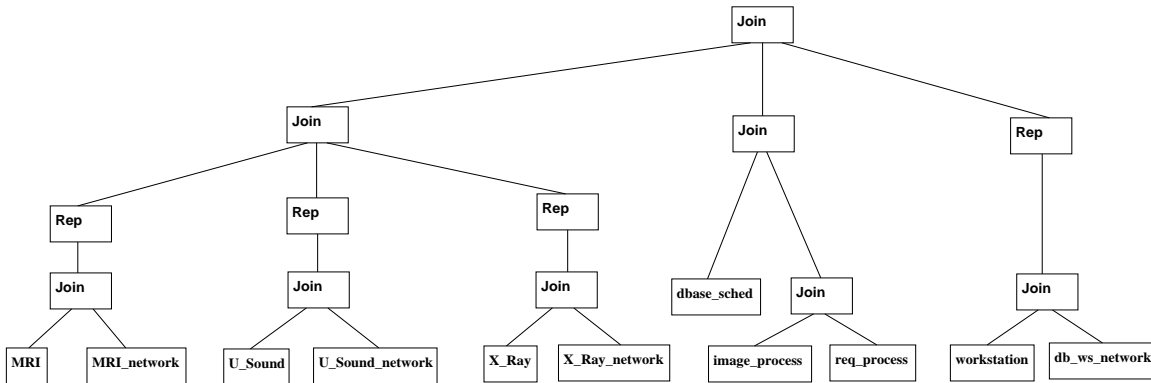 Join
Join
Join
Rep
Rep
Rep
Rep
Join
Join
Join
dbase_sched
Join
Join
MRI
MRI_network
U_Sound
U_Sound_network
X_Ray
X_Ray_network
image_process
req_process
workstation
db_ws_network